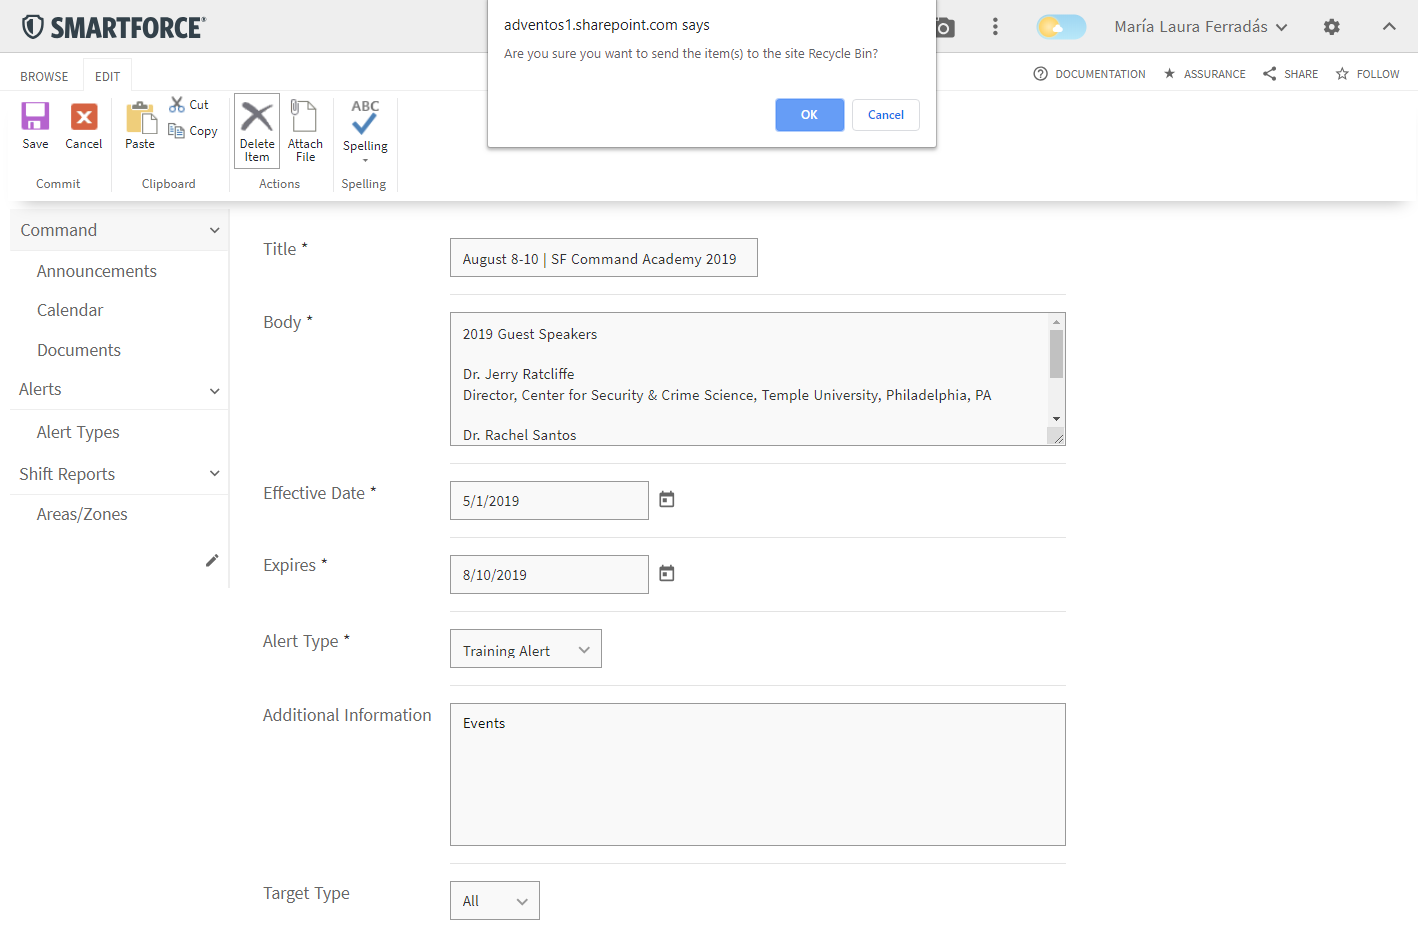 SMARTFORCE®
adventos1.sharepoint.com says
Are you sure you want to send the item(s) to the site Recycle Bin?
OK
Cancel
María Laura Ferradás
BROWSE
EDIT
DOCUMENTATION
ASSURANCE
SHARE
FOLLOW
Save
Cancel
Commit
Paste
Cut
Copy
Clipboard
Delete
Item
Attach
File
Actions
ABC
Spelling
Spelling
Command
Announcements
Calendar
Documents
Alerts
Alert Types
Shift Reports
Areas/Zones
Title *
August 8-10 | SF Command Academy 2019
Body *
2019 Guest Speakers
Dr. Jerry Ratcliffe
Director, Center for Security & Crime Science, Temple University, Philadelphia, PA
Dr. Rachel Santos
Effective Date *
5/1/2019
Expires *
8/10/2019
Alert Type *
Training Alert
Additional Information
Events
Target Type
All